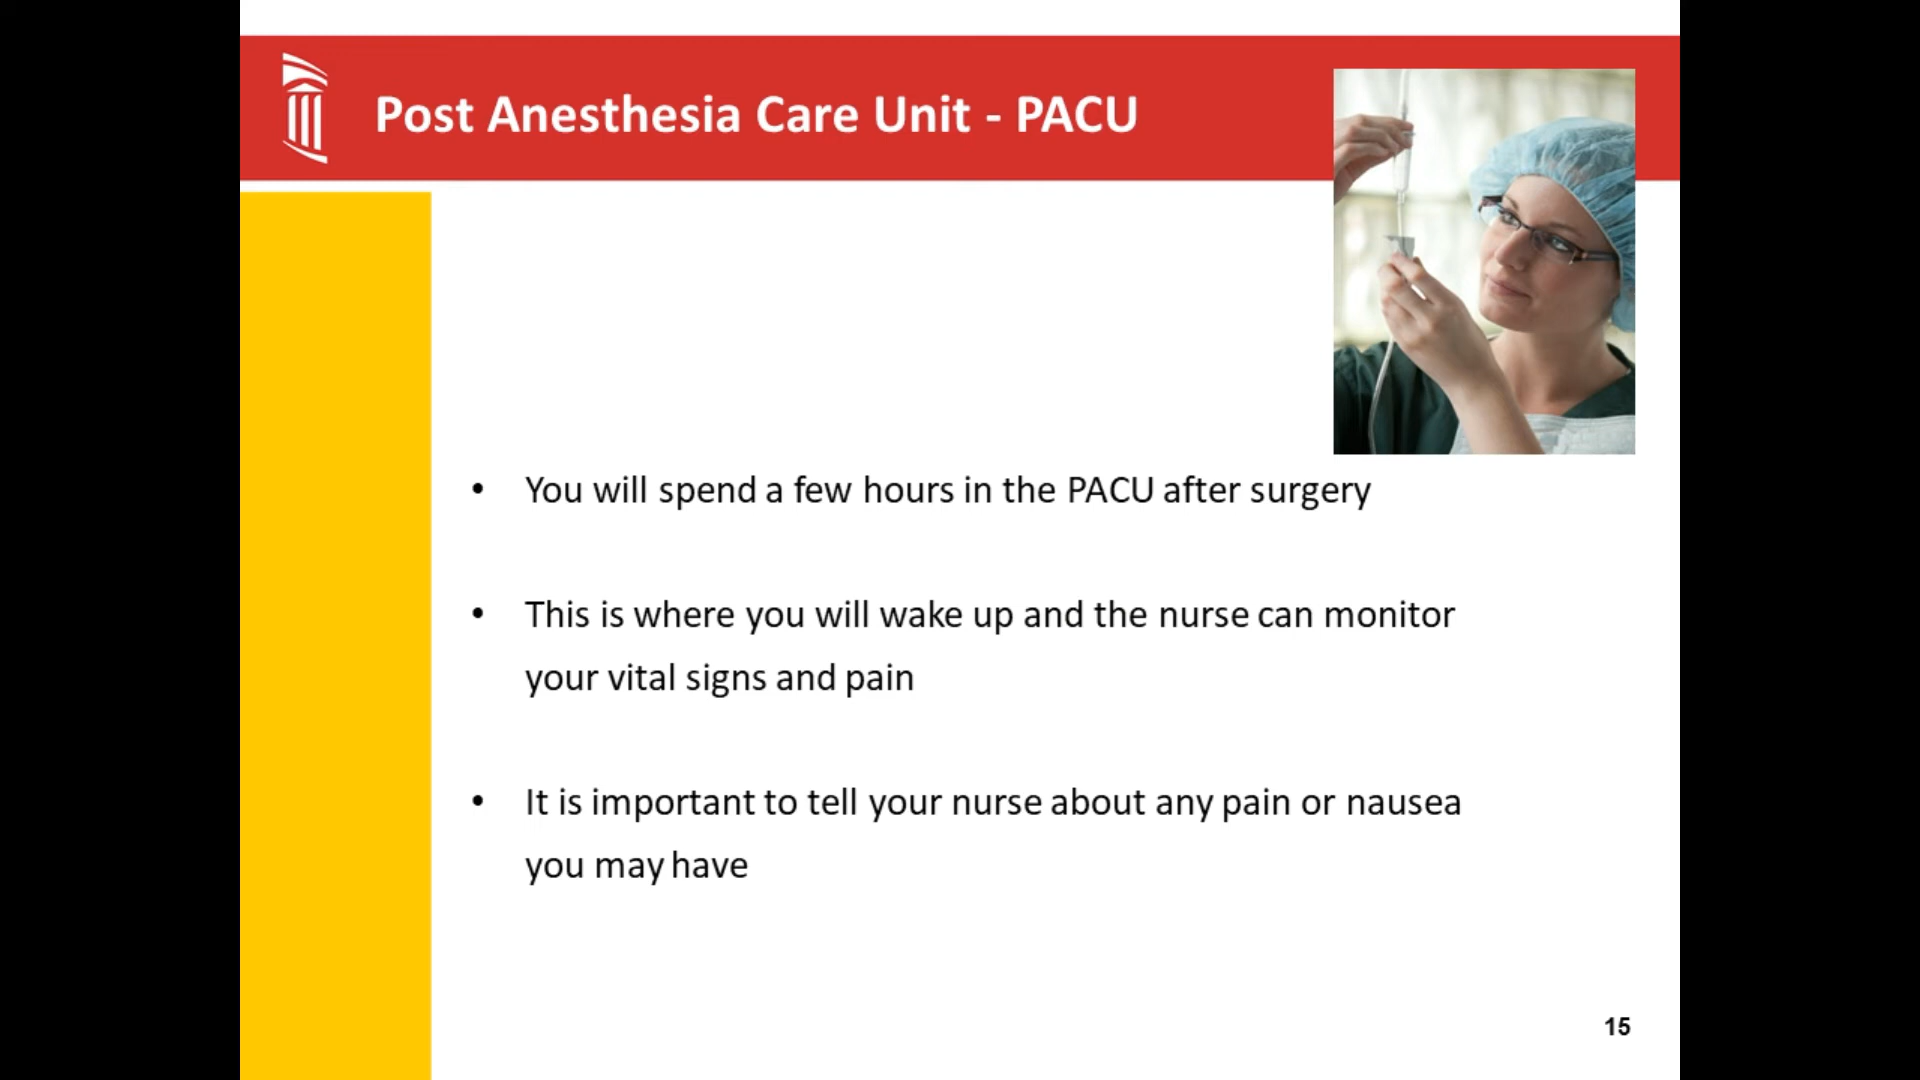 Post Anesthesia Care Unit - PACU
• You will spend a few hours in the PACU after surgery
• This is where you will wake up and the nurse can monitor
your vital signs and pain
• It is important to tell your nurse about any pain or nausea
you may have
15